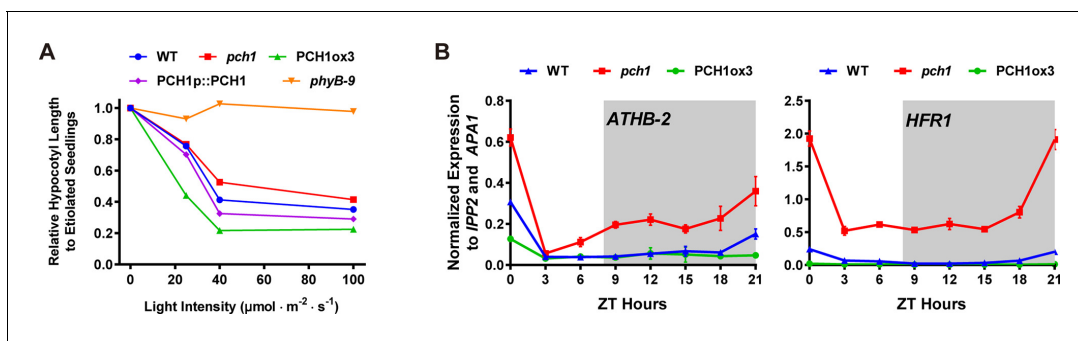 A
WT
pch1
PCH1ox3
PCH1p::PCH1
phyB-9
Relative Hypocotyl Length
to Etiolated Seedlings
1.0
0.8
0.6
0.4
0.2
0.0
0 20 40 60 80 100
Light Intensity (μmol · m⁻² · s⁻¹)
B
WT
pch1
PCH1ox3
Normalized Expression
to IPP2 and APA1
0.8
0.6
0.4
0.2
0.0
ATHB-2
0 3 6 9 12 15 18 21
ZT Hours
WT
pch1
PCH1ox3
2.5
2.0
1.5
1.0
0.5
0.0
HFR1
0 3 6 9 12 15 18 21
ZT Hours